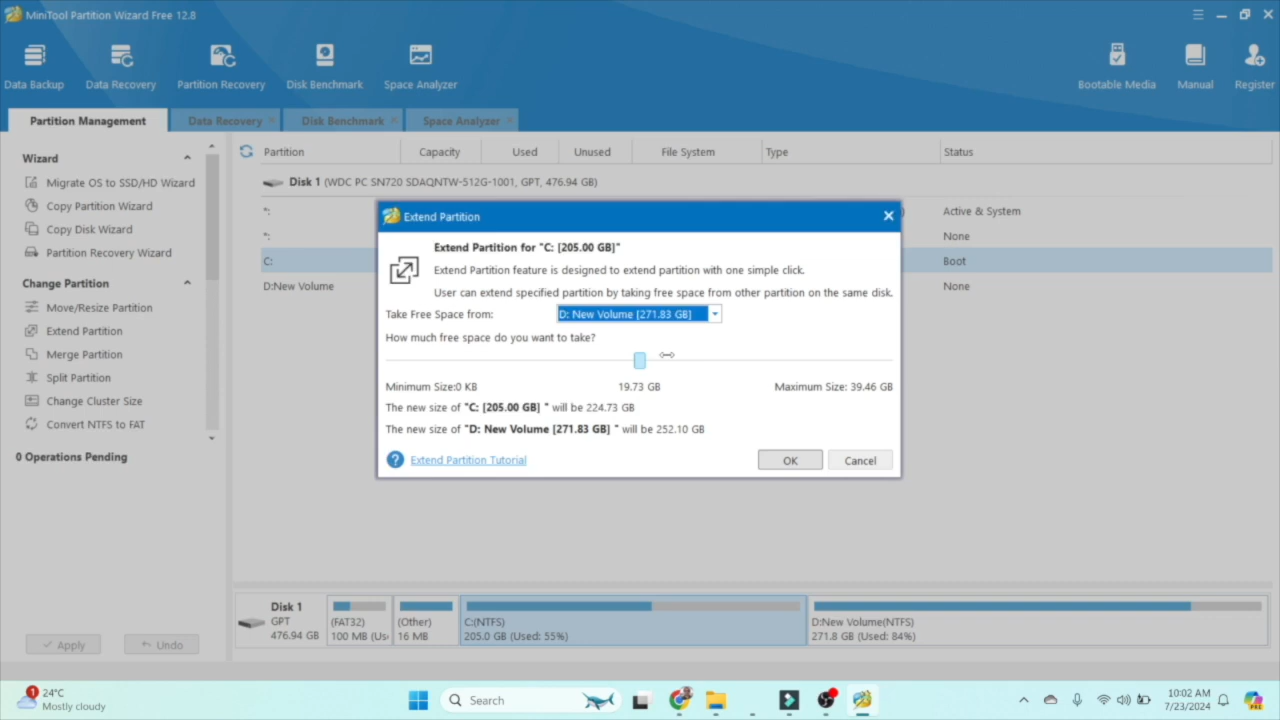 MiniTool Partition Wizard Free 12.8
Data Backup
Data Recovery
Partition Recovery
Disk Benchmark
Space Analyzer
Bootable Media
Manual
Register
Partition Management
Data Recovery
Disk Benchmark
Space Analyzer
Wizard
Migrate OS to SSD/HD Wizard
Copy Partition Wizard
Copy Disk Wizard
Partition Recovery Wizard
Change Partition
Move/Resize Partition
Extend Partition
Merge Partition
Split Partition
Change Cluster Size
Convert NTFS to FAT
0 Operations Pending
Apply
Undo
Partition Capacity Used Unused File System Type Status
Disk 1 (WDC PC SN720 SDAQNTW-512G-1001, GPT, 476.94 GB)
*: Active & System
*: None
C: Boot
D:New Volume None
Extend Partition
Extend Partition for "C: [205.00 GB]"
Extend Partition feature is designed to extend partition with one simple click.
User can extend specified partition by taking free space from other partition on the same disk.
Take Free Space from: D: New Volume [271.83 GB]
How much free space do you want to take?
Minimum Size:0 KB 19.73 GB Maximum Size: 39.46 GB
The new size of "C: [205.00 GB] " will be 224.73 GB
The new size of "D: New Volume [271.83 GB] " will be 252.10 GB
? Extend Partition Tutorial
OK
Cancel
Disk 1
GPT
476.94 GB
(FAT32)
100 MB (Us
(Other)
16 MB
C:(NTFS)
205.0 GB (Used: 55%)
D:New Volume(NTFS)
271.8 GB (Used: 84%)
1
24°C
Mostly cloudy
Search
10:02 AM
7/23/2024